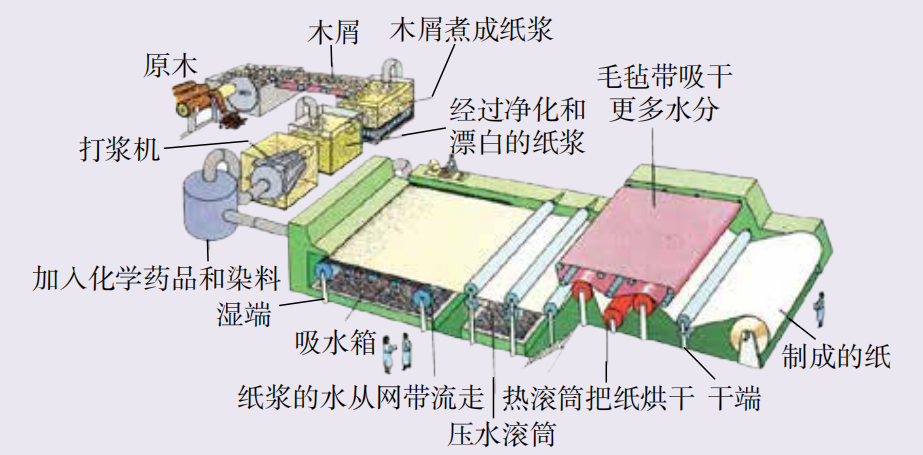 木屑
木屑煮成纸浆
原木
毛毡带吸干
更多水分
经过净化和
漂白的纸浆
打浆机
加入化学药品和染料
湿端
吸水箱
制成的纸
纸浆的水从网带流走
热滚筒把纸烘干
干端
压水滚筒